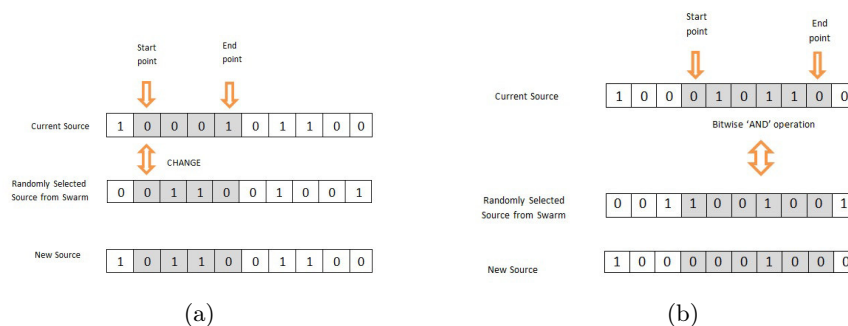 Start
point
End
point
Current Source
1 0 0 0 1 0 1 1 0 0
CHANGE
Randomly Selected
Source from Swarm
0 0 1 1 0 0 1 0 0 1
New Source
1 0 1 1 0 0 1 1 0 0
(a)
Start
point
End
point
Current Source
1 0 0 0 1 0 1 1 0 0
Bitwise 'AND' operation
Randomly Selected
Source from Swarm
0 0 1 1 0 0 1 0 0 1
New Source
1 0 0 0 0 0 1 0 0 0
(b)